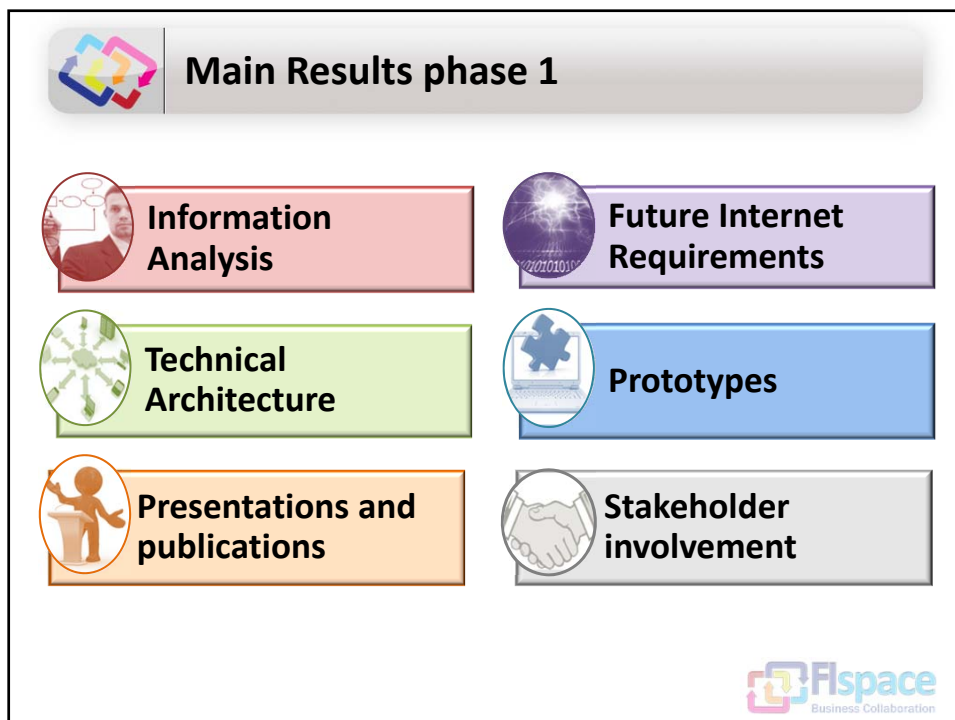 Main Results phase 1
Information
Analysis
Future Internet
Requirements
Technical
Architecture
Prototypes
Presentations and
publications
Stakeholder
involvement
FIspace
Business Collaboration